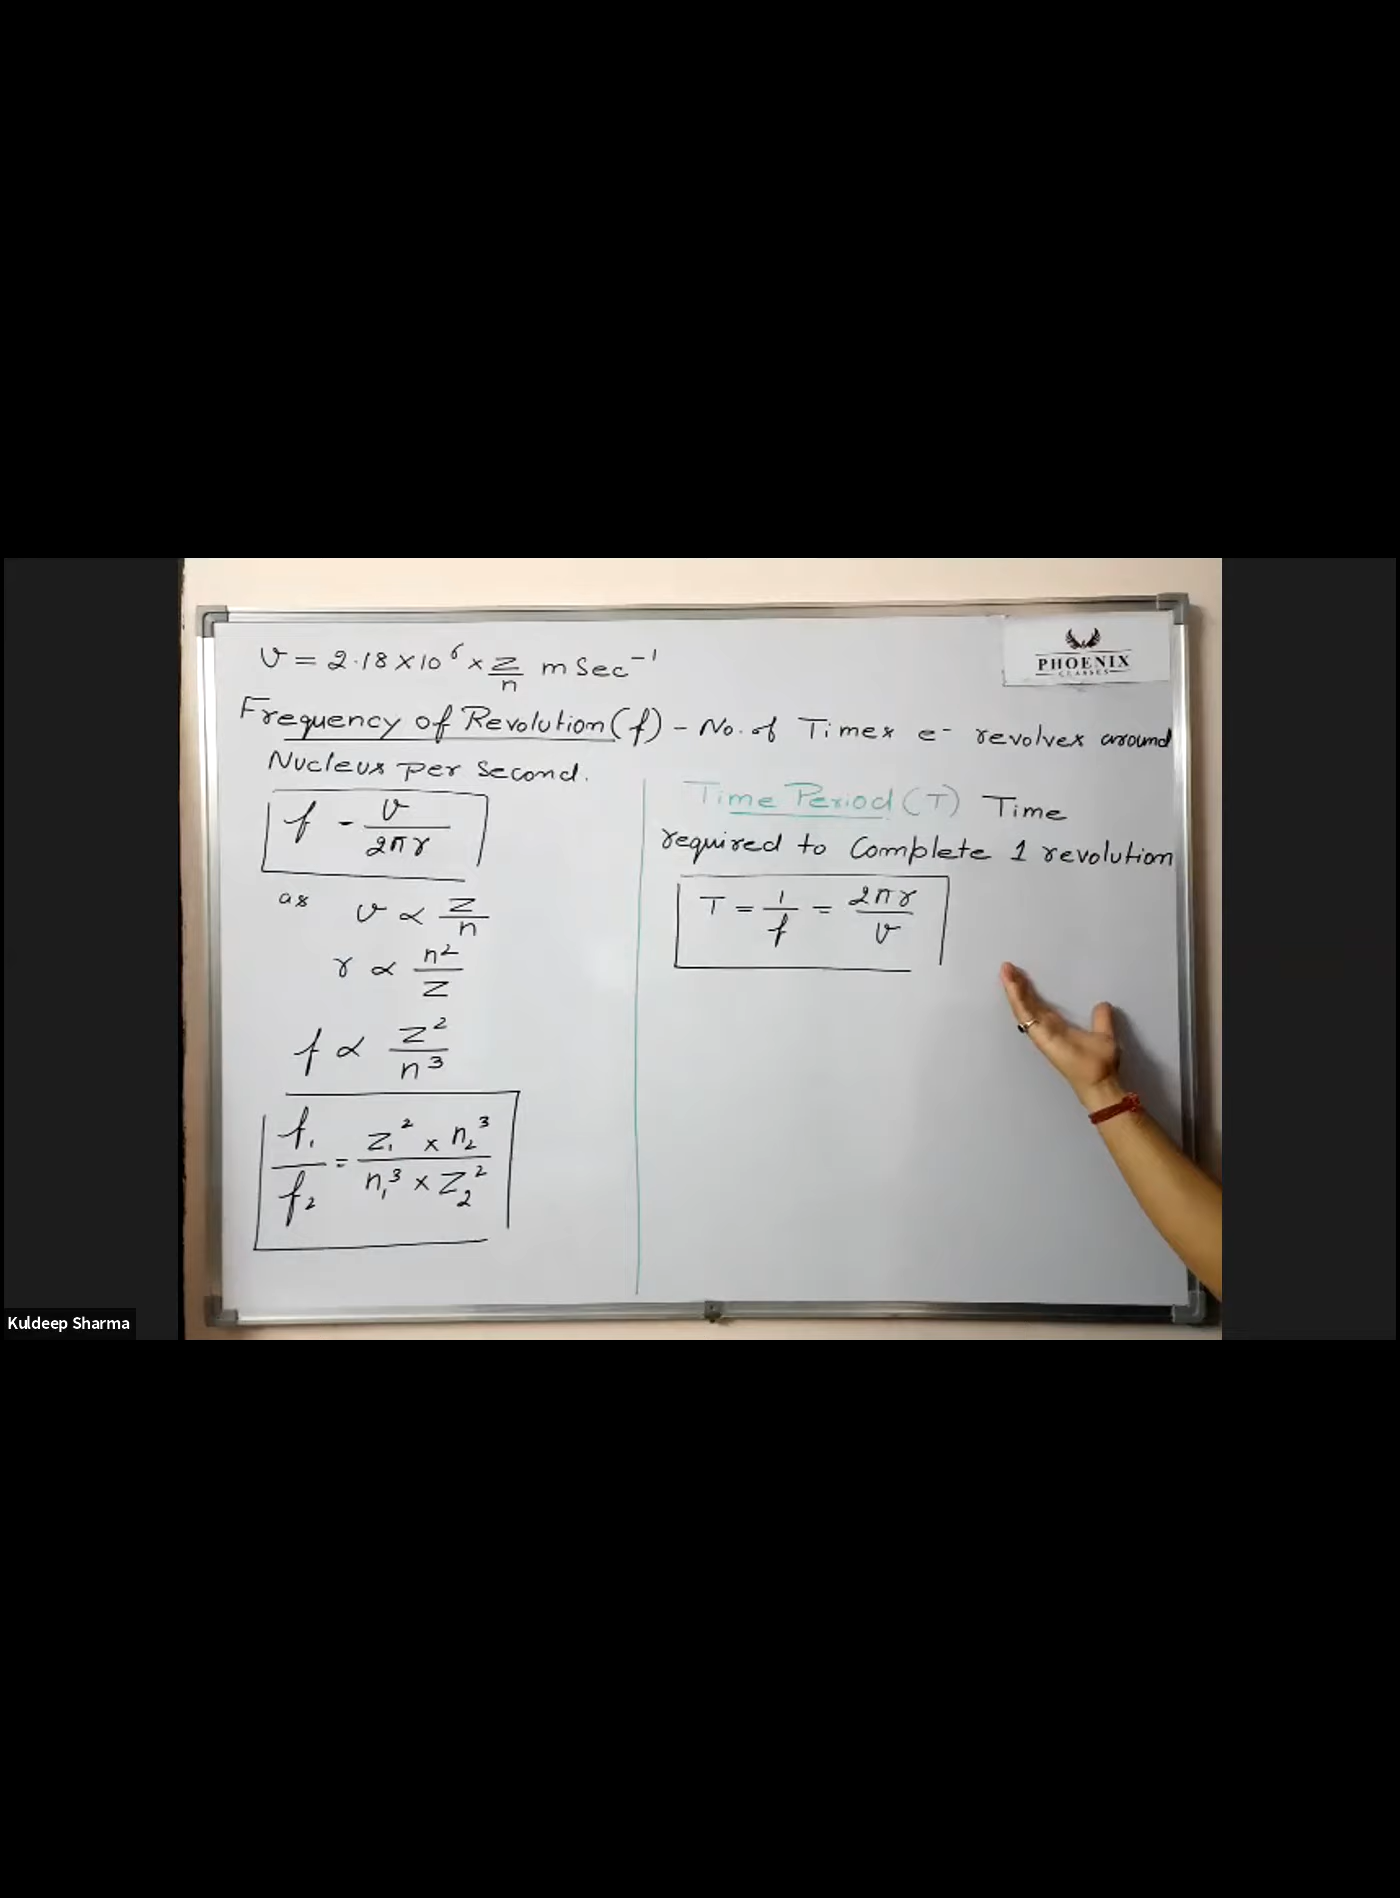 v = 2.18 × 10⁶ × Z/n m Sec⁻¹
PHOENIX
CLASSES
Frequency of Revolution (f) - No. of Times e- revolves around
Nucleus per second.
f - v/2πr
as v ∝ Z/n
r ∝ n²/Z
f ∝ Z²/n³
f₁/f₂ = Z₁² × n₂³ / n₁³ × Z₂²
Time Period (T) Time
required to Complete 1 revolution
T = 1/f = 2πr/v
Kuldeep Sharma